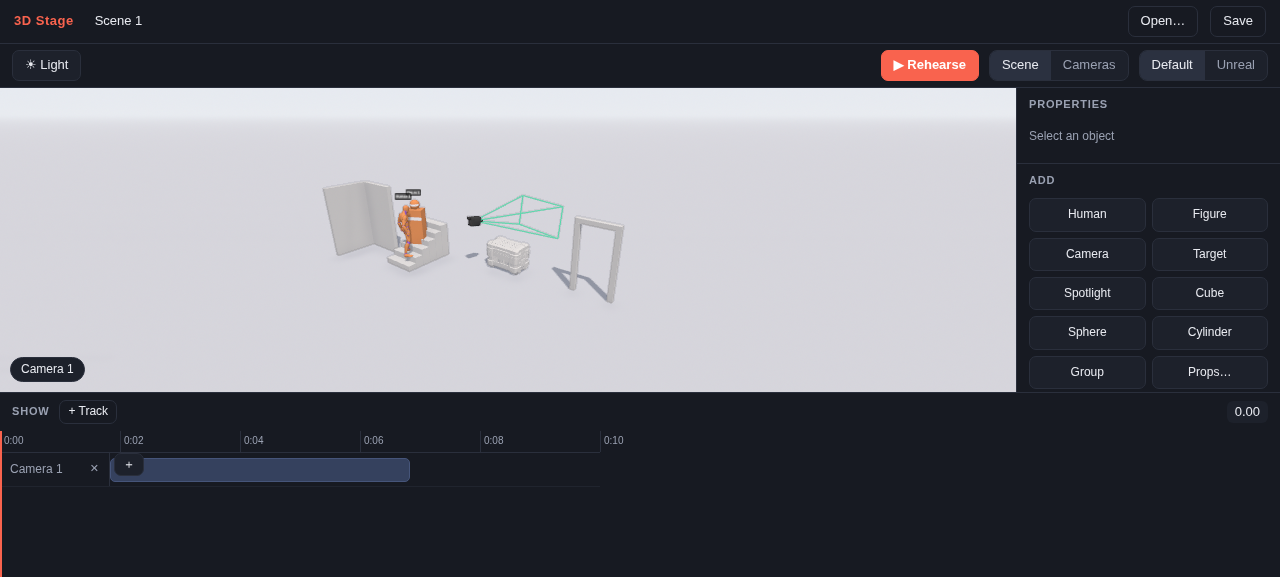 3D Stage Scene 1 Open… Save
☀ Light ▶ Rehearse Scene Cameras Default Unreal
PROPERTIES
Select an object
ADD
Human Figure
Camera Target
Spotlight Cube
Sphere Cylinder
Group Props…
Camera 1
SHOW + Track 0.00
0:00 0:02 0:04 0:06 0:08 0:10
Camera 1 ✕ +